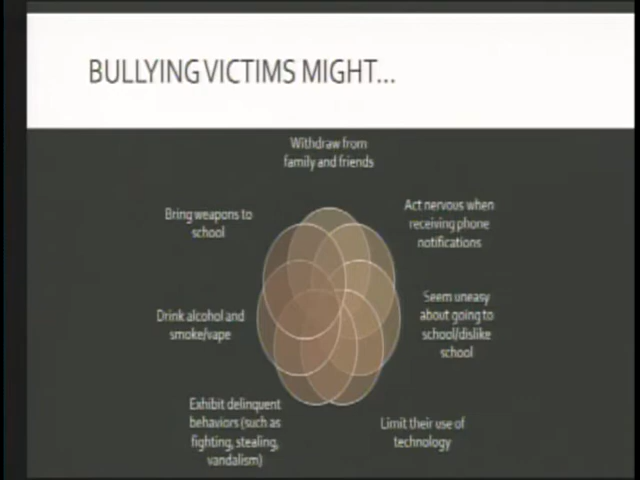 BULLYING VICTIMS MIGHT...
Withdraw from
family and friends
Act nervous when
receiving phone
notifications
Seem uneasy
about going to
school/dislike
school
Limit their use of
technology
Exhibit delinquent
behaviors (such as
fighting, stealing,
vandalism)
Drink alcohol and
smoke/vape
Bring weapons to
school